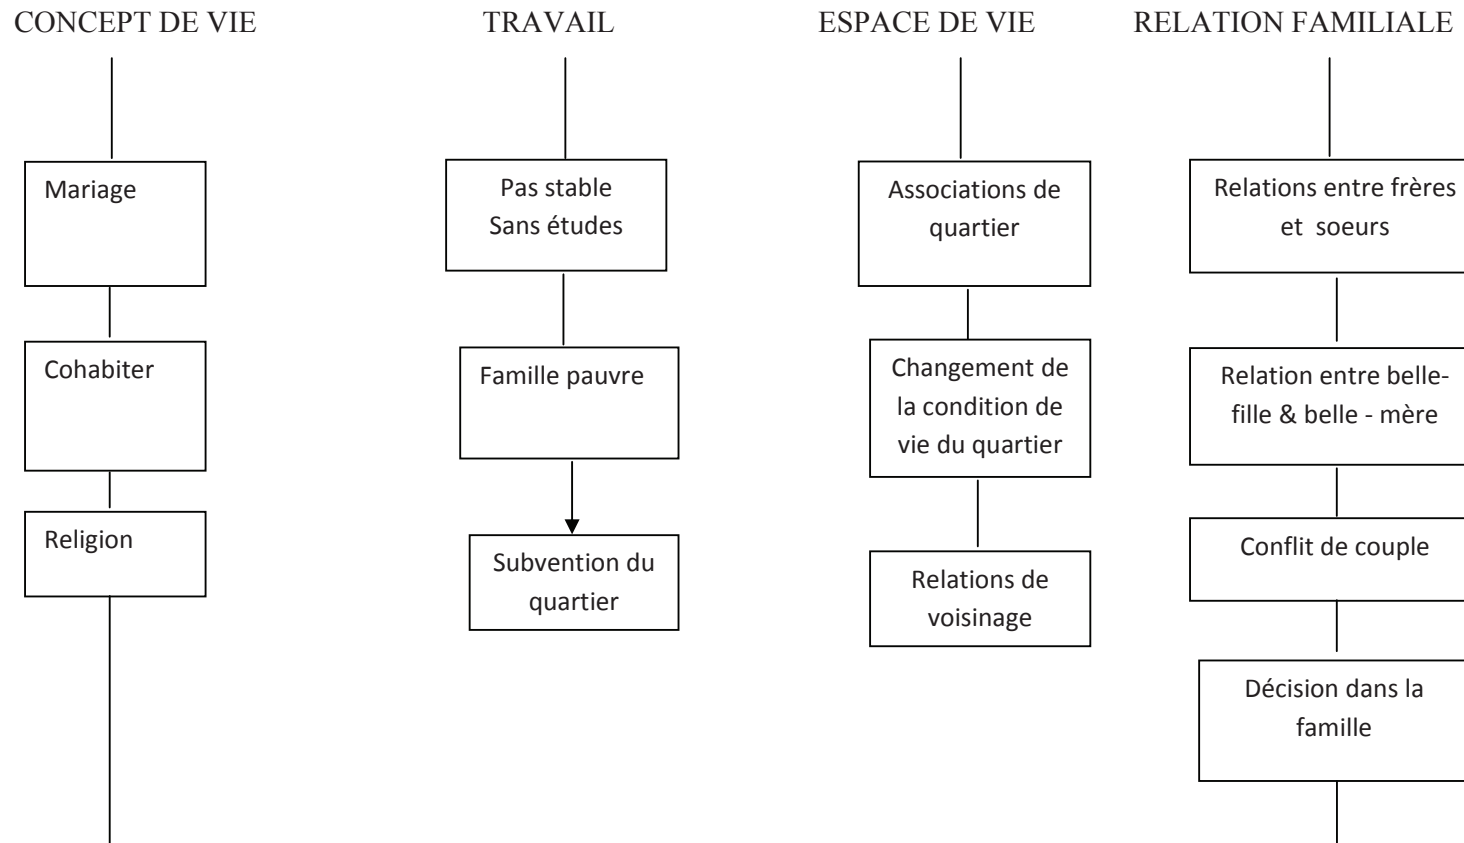 CONCEPT DE VIE
TRAVAIL
ESPACE DE VIE
RELATION FAMILIALE
Mariage
Cohabiter
Religion
Pas stable
Sans études
Famille pauvre
Subvention du
quartier
Associations de
quartier
Changement de
la condition de
vie du quartier
Relations de
voisinage
Relations entre frères
et soeurs
Relation entre belle-
fille & belle - mère
Conflit de couple
Décision dans la
famille